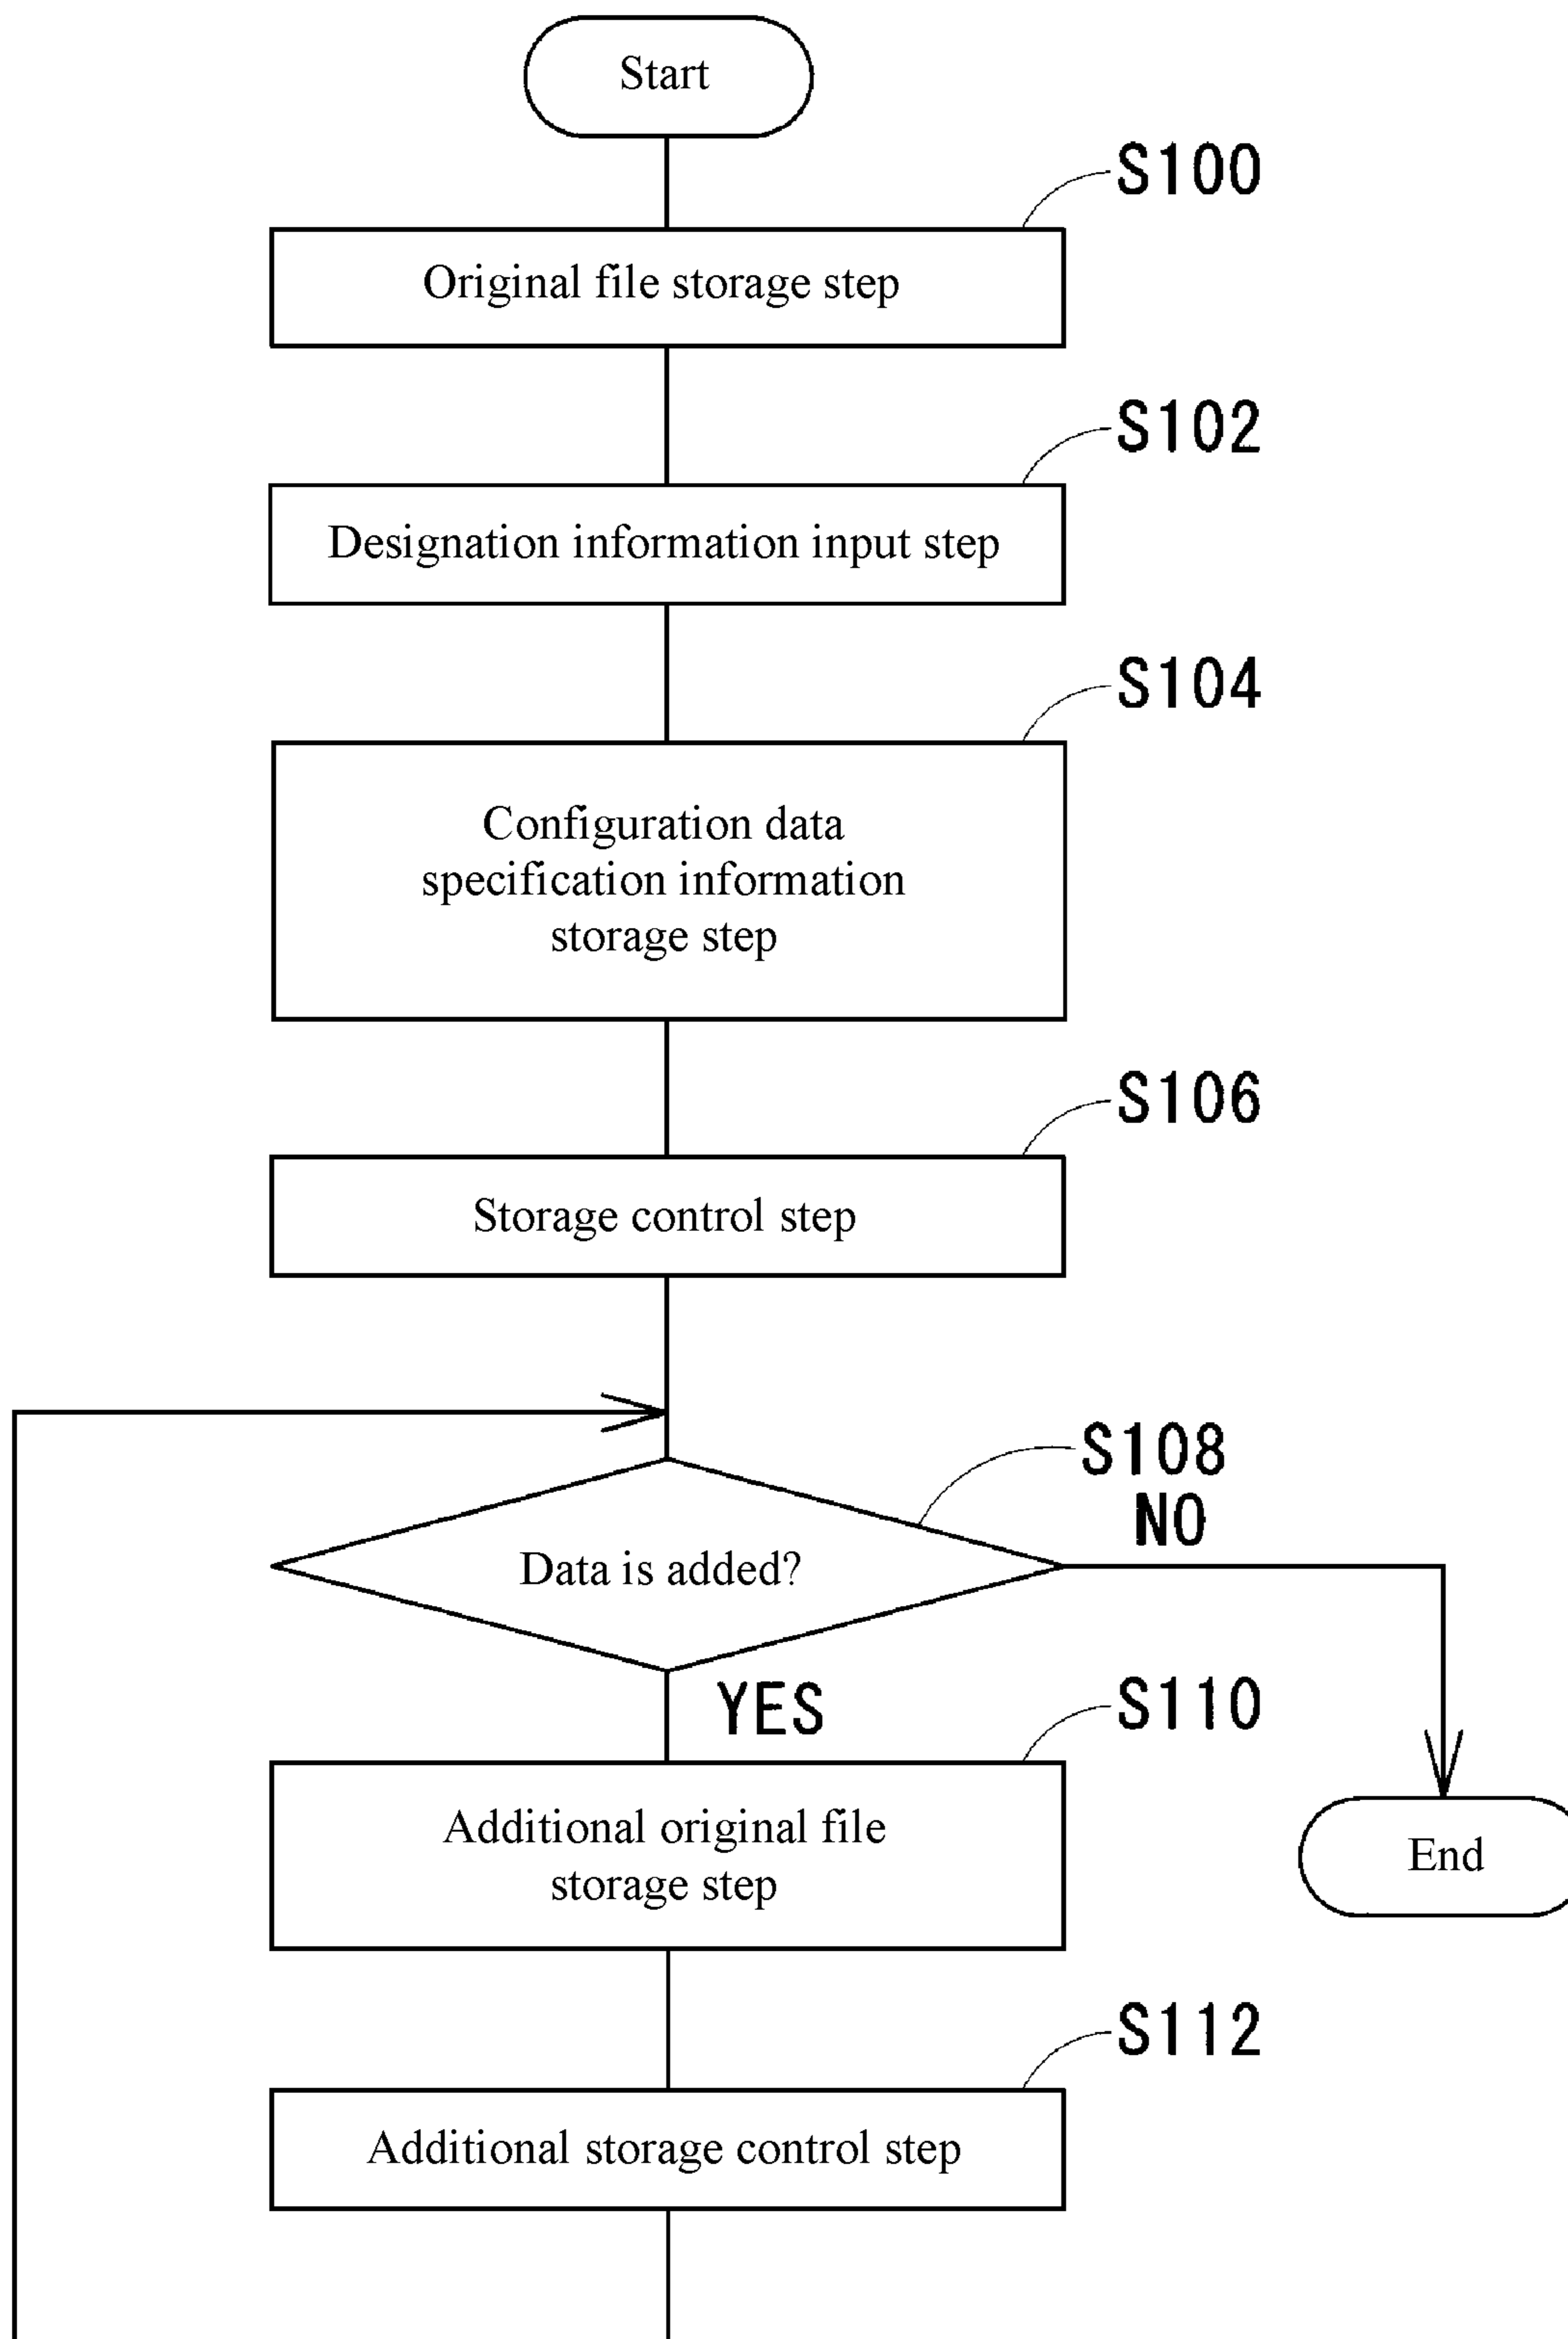 Start
S100
Original file storage step
S102
Designation information input step
S104
Configuration data
specification information
storage step
S106
Storage control step
S108
NO
Data is added?
YES
S110
Additional original file
storage step
End
S112
Additional storage control step